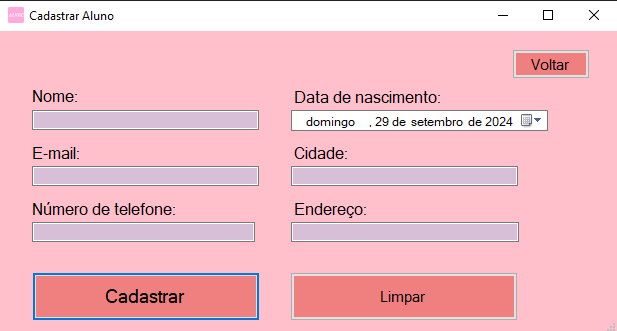 Cadastrar Aluno
Voltar
Nome:
Data de nascimento:
domingo , 29 de setembro de 2024
E-mail:
Cidade:
Número de telefone:
Endereço:
Cadastrar
Limpar